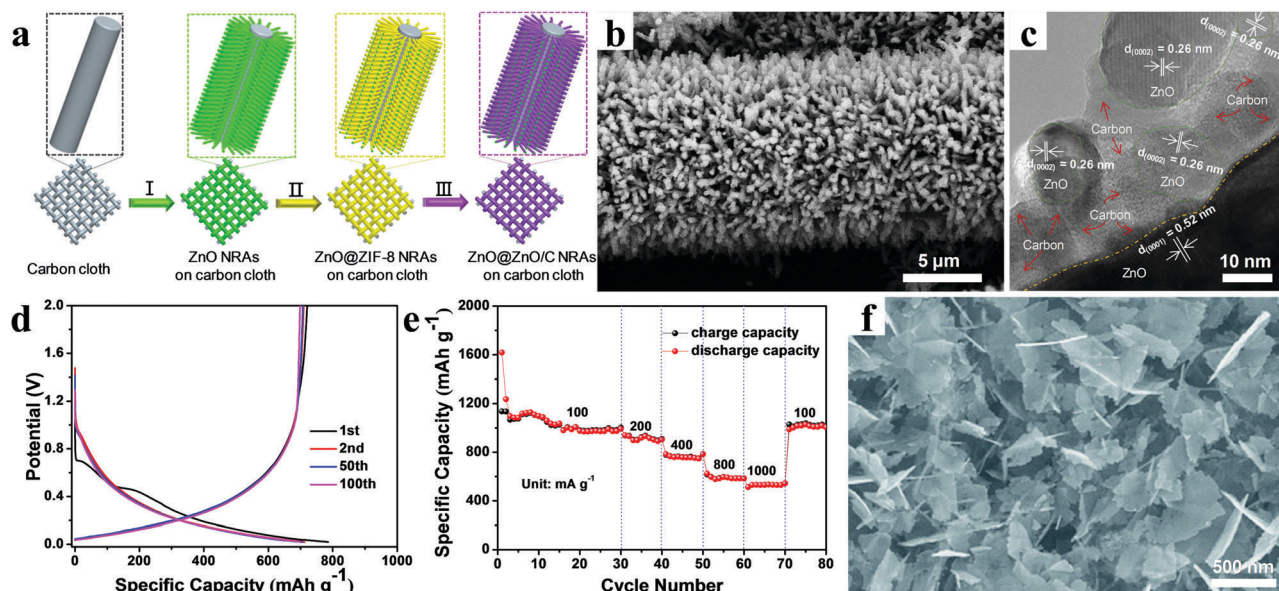 a
I
II
III
Carbon cloth
ZnO NRAs
on carbon cloth
ZnO@ZIF-8 NRAs
on carbon cloth
ZnO@ZnO/C NRAs
on carbon cloth
b
5 µm
c
d(0002) = 0.26 nm
ZnO
d(0002) = 0.26 nm
Carbon
Carbon
d(0002) = 0.26 nm
ZnO
d(0002) = 0.26 nm
ZnO
Carbon
Carbon
d(0001) = 0.52 nm
ZnO
10 nm
d
Potential (V)
2.0
1.6
1.2
0.8
0.4
0.0
1st
2nd
50th
100th
0 200 400 600 800 1000
Specific Capacity (mAh g-1)
e
Specific Capacity (mAh g-1)
2000
1600
1200
800
400
0
charge capacity
discharge capacity
100
200
400
800
1000
100
Unit: mA g-1
0 10 20 30 40 50 60 70 80
Cycle Number
f
500 nm